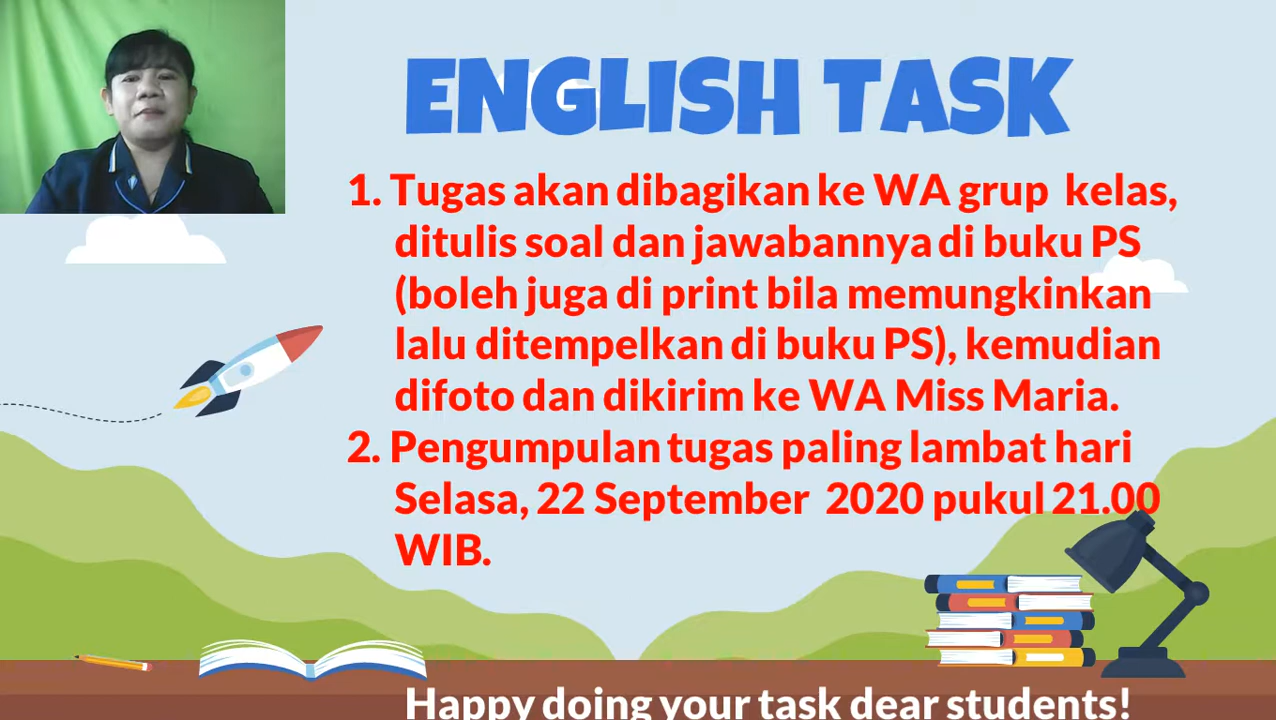 ENGLISH TASK
1. Tugas akan dibagikan ke WA grup kelas,
ditulis soal dan jawabannya di buku PS
(boleh juga di print bila memungkinkan
lalu ditempelkan di buku PS), kemudian
difoto dan dikirim ke WA Miss Maria.
2. Pengumpulan tugas paling lambat hari
Selasa, 22 September 2020 pukul 21.00
WIB.
Happy doing your task dear students!